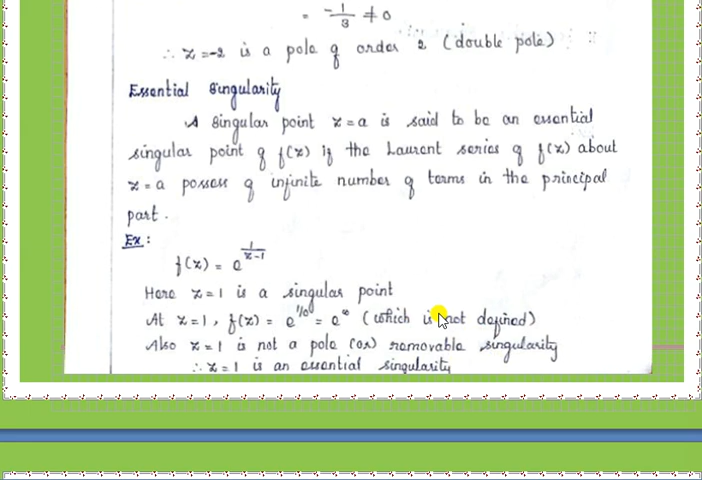 = -1/3 ≠ 0
∴ z=-2 is a pole of order 2 (double pole)
Essential Singularity
A singular point z=a is said to be an essential
singular point of f(z) if the Laurent series of f(z) about
z=a possess of infinite number of terms in the principal
part.
Ex:
f(z) = e^{1/(z-1)}
Here z=1 is a singular point
At z=1, f(z) = e^{1/0} = e^∞ (which is not defined)
Also z=1 is not a pole (or) removable singularity
∴ z=1 is an essential singularity